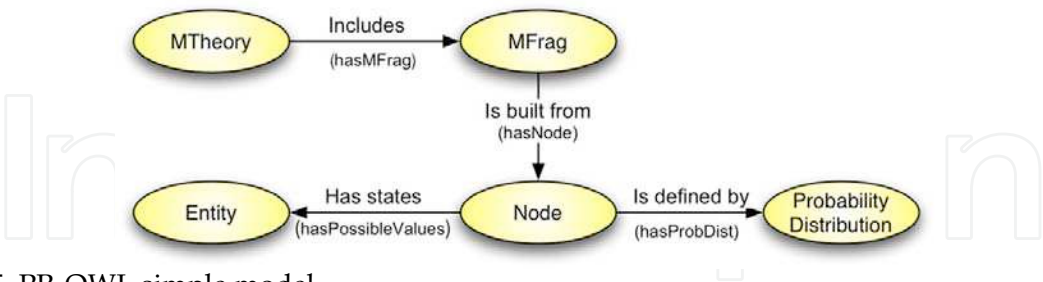 MTheory
Includes
(hasMFrag)
MFrag
Is built from
(hasNode)
Entity
Has states
(hasPossibleValues)
Node
Is defined by
(hasProbDist)
Probability
Distribution
PR-OWL simple model